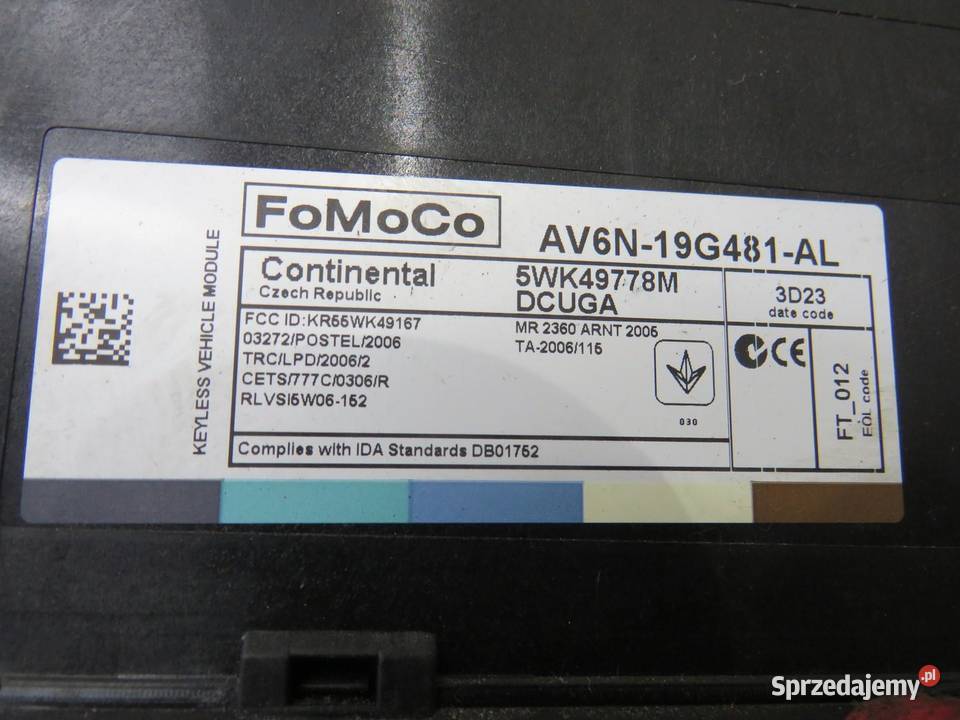 FoMoCo
AV6N-19G481-AL
KEYLESS VEHICLE MODULE
Continental
Czech Republic
5WK49778M
DCUGA
3D23
date code
FCC ID:KR55WK49167
03272/POSTEL/2006
TRC/LPD/2006/2
CETS/777C/0306/R
RLVSI5W06-152
MR 2360 ARNT 2005
TA-2006/115
030
CE
FT_012
EOL code
Complies with IDA Standards DB01752
Sprzedajemy.pl